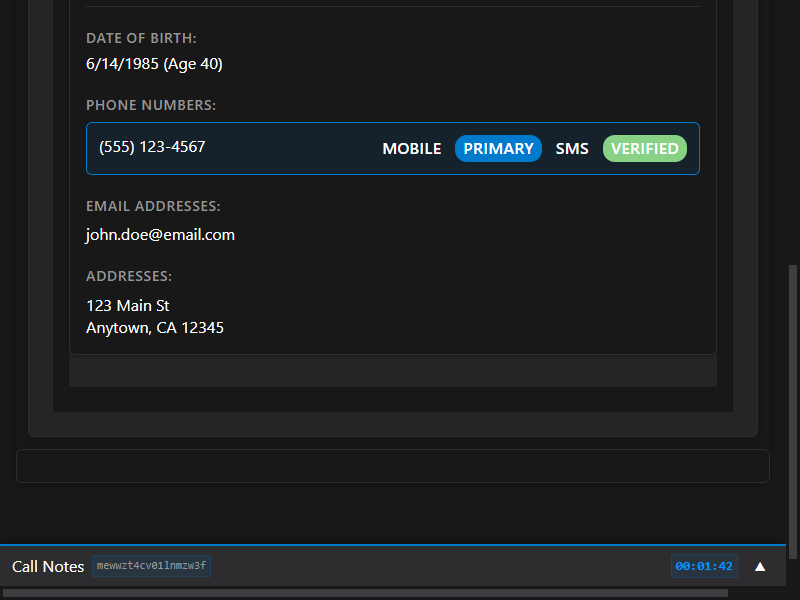 DATE OF BIRTH:
6/14/1985 (Age 40)
PHONE NUMBERS:
(555) 123-4567 MOBILE PRIMARY SMS VERIFIED
EMAIL ADDRESSES:
john.doe@email.com
ADDRESSES:
123 Main St
Anytown, CA 12345
Call Notes mewwzt4cv01lnmzw3f 00:01:42 ▲